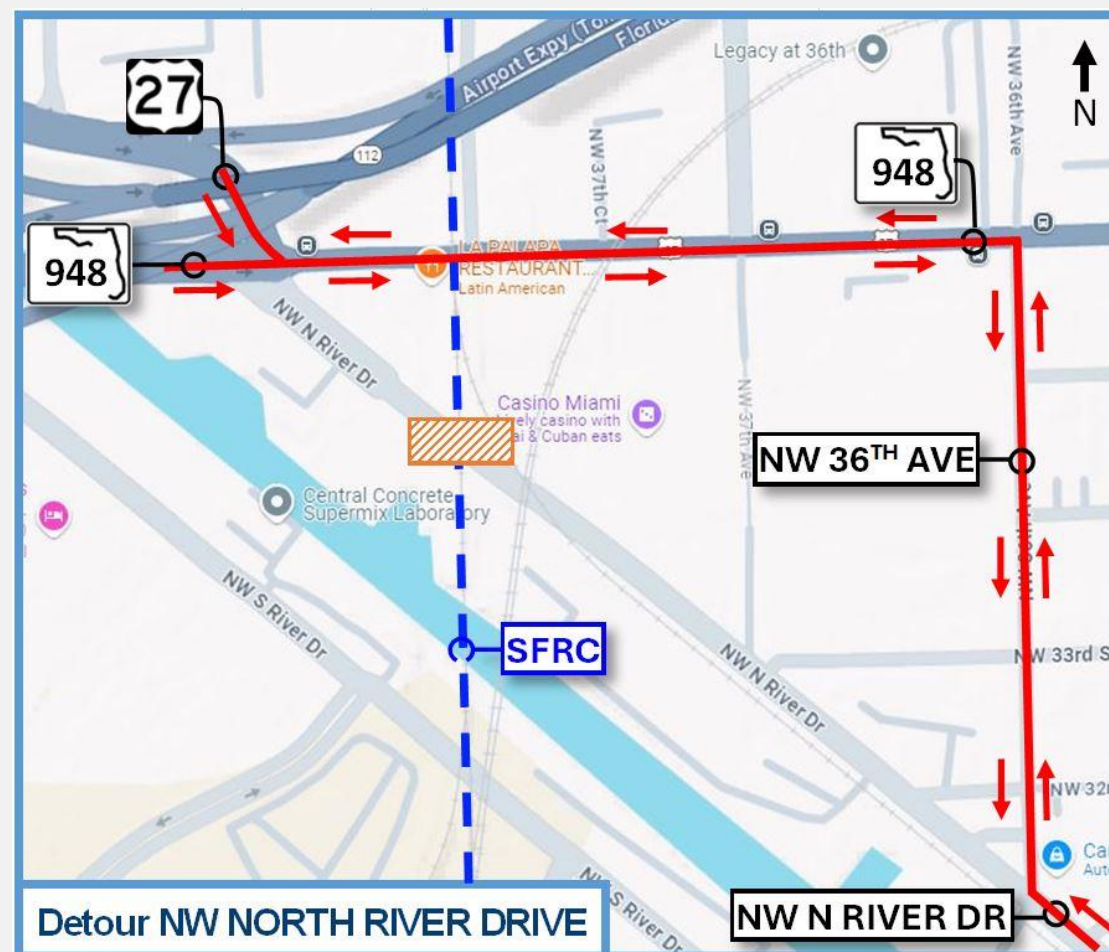 27
Airport Expy
Legacy at 36th
N
112
NW 37th Ct
NW 36th Ave
948
948
LA PALAPA
RESTAURANT...
Latin American
NW N River Dr
Casino Miami
& Cuban eats
casino with
NW 37th Ave
NW 36TH AVE
Central Concrete
Supermix Laboratory
NW S River Dr
SFRC
NW N River Dr
NW 33rd S
NW 32
Detour NW NORTH RIVER DRIVE
S River Dr
NW N RIVER DR